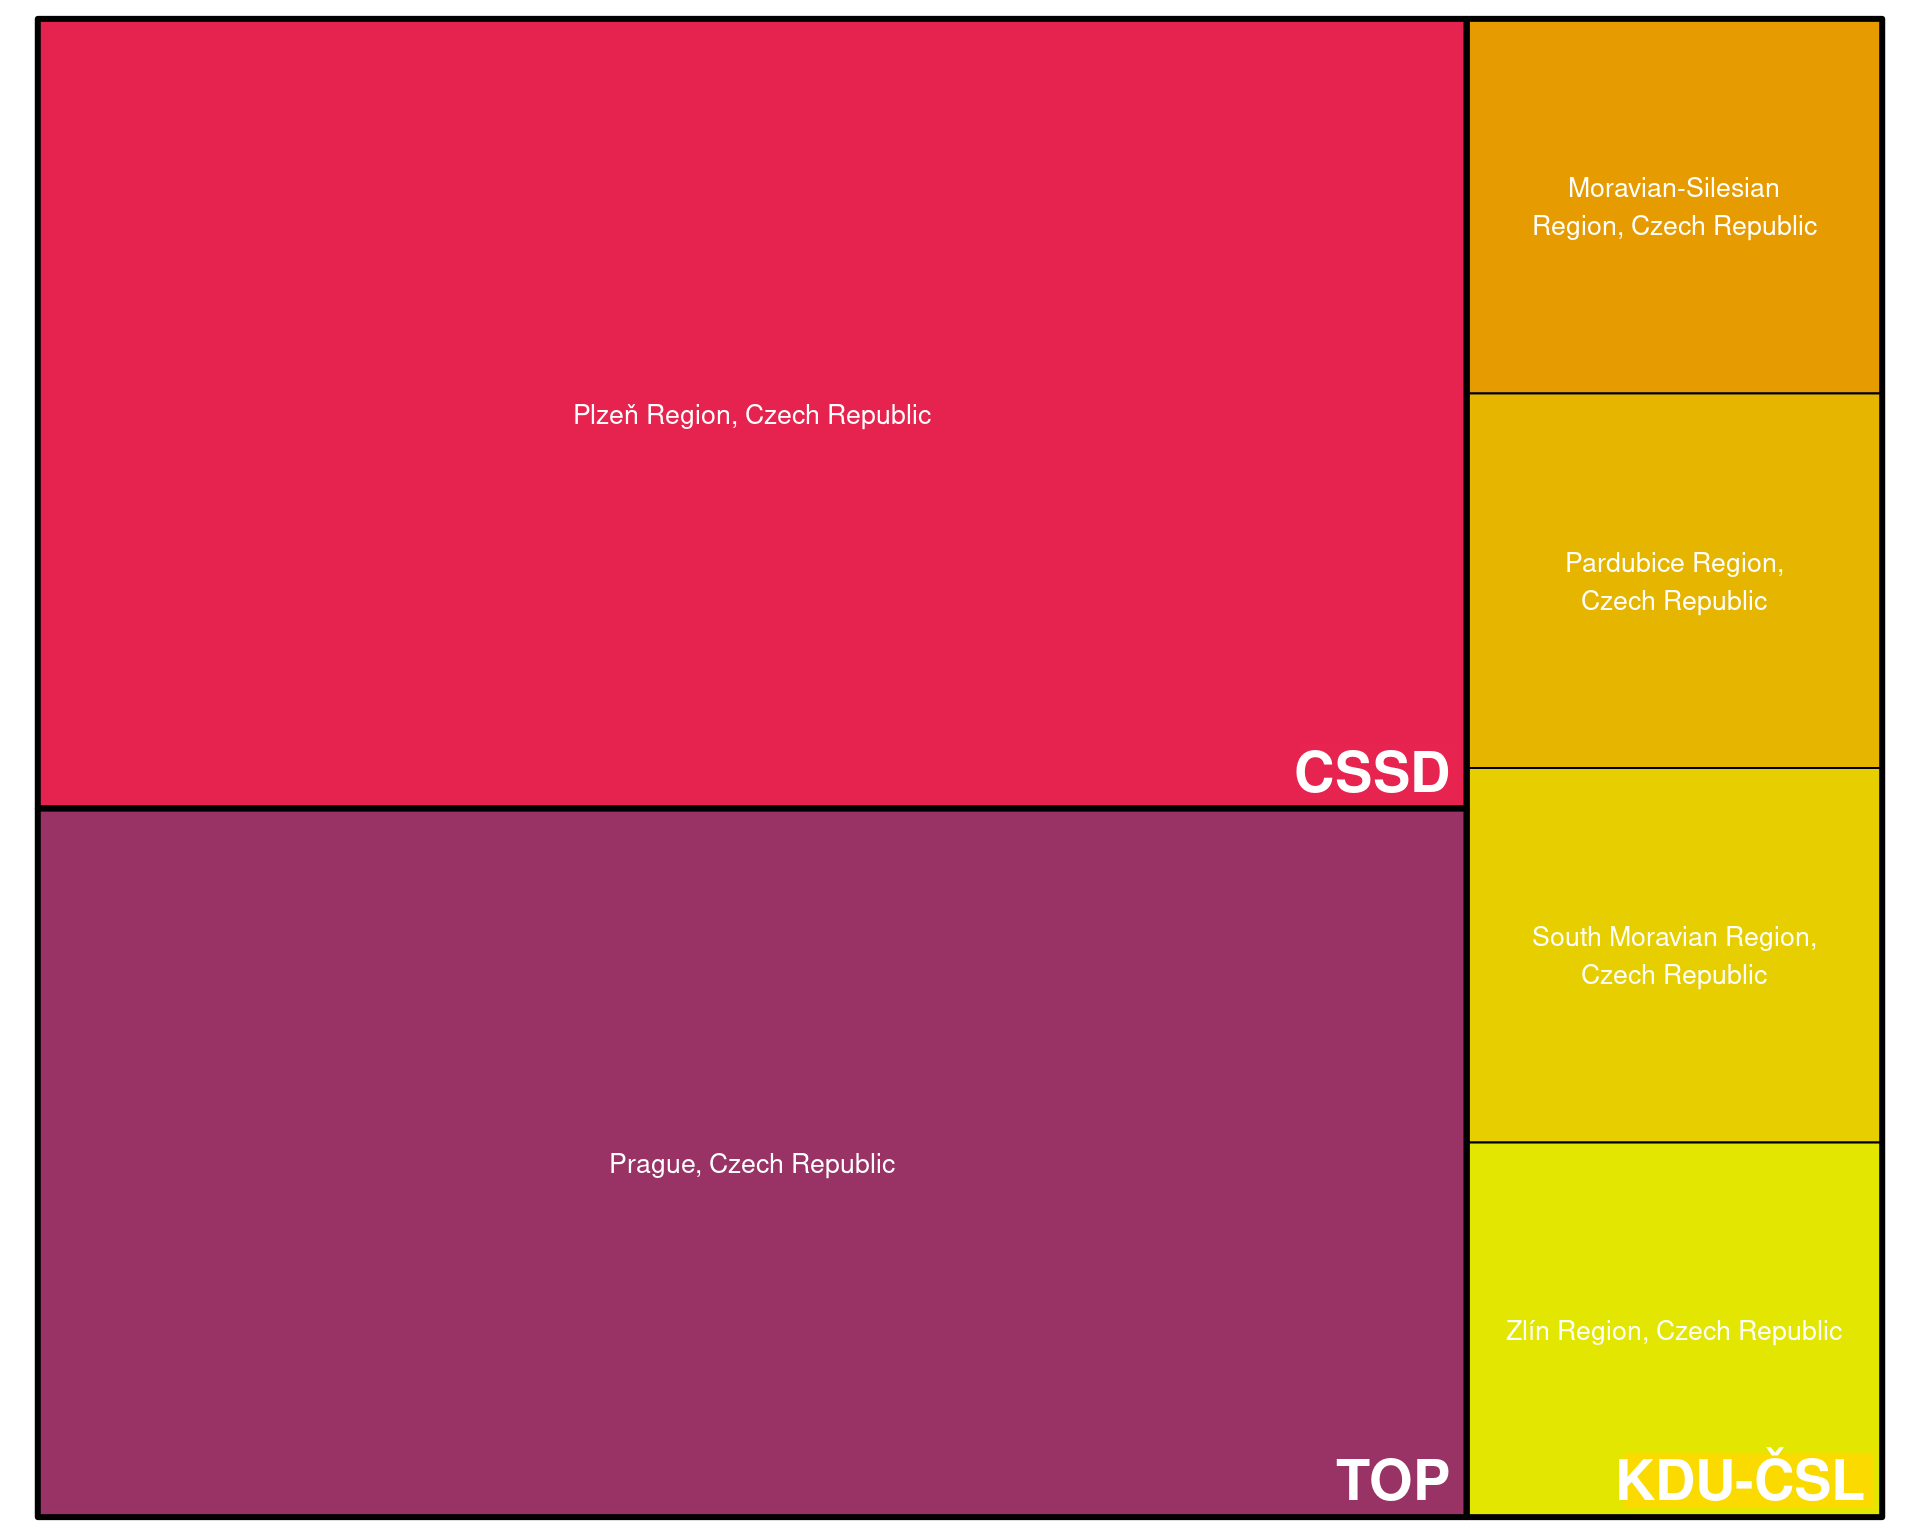 Plzeň Region, Czech Republic
CSSD
Prague, Czech Republic
TOP
Moravian-Silesian
Region, Czech Republic
Pardubice Region,
Czech Republic
South Moravian Region,
Czech Republic
Zlín Region, Czech Republic
KDU-ČSL